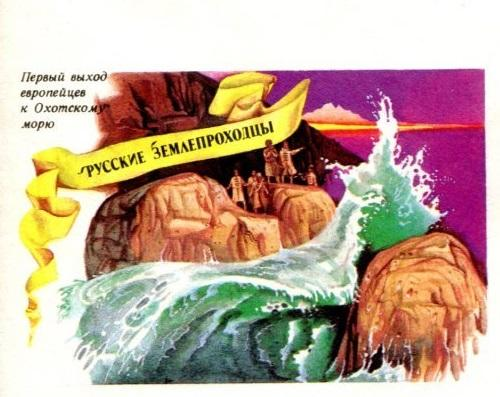 Первый выход
европейцев
к Охотскому
морю
РУССКИЕ ЗЕМЛЕПРОХОДЦЫ